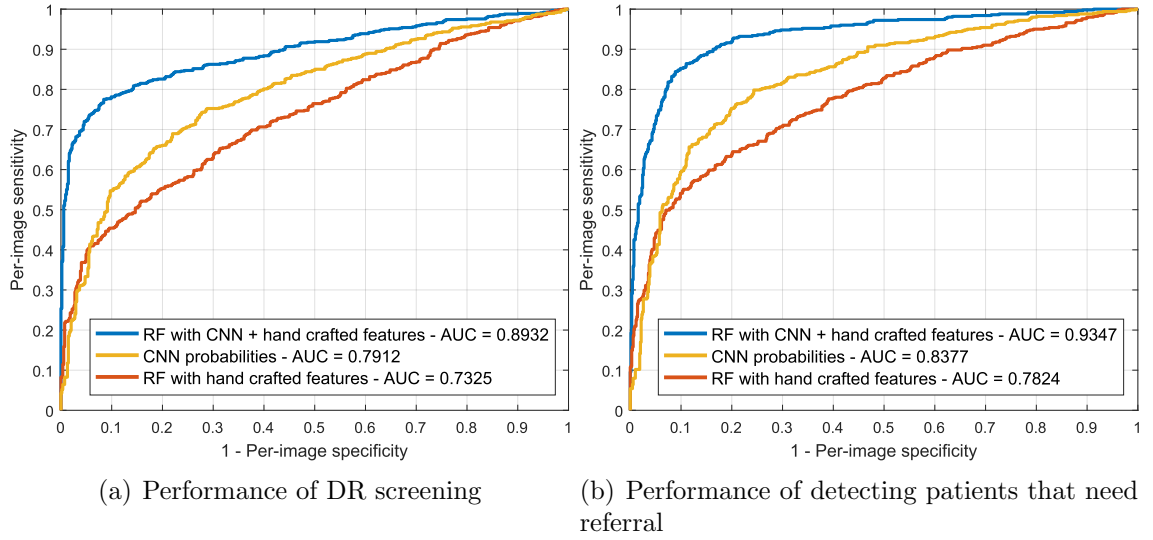 1
0.9
0.8
0.7
0.6
0.5
0.4
0.3
0.2
0.1
0
Per-image sensitivity
RF with CNN + hand crafted features - AUC = 0.8932
CNN probabilities - AUC = 0.7912
RF with hand crafted features - AUC = 0.7325
0 0.1 0.2 0.3 0.4 0.5 0.6 0.7 0.8 0.9 1
1 - Per-image specificity
(a) Performance of DR screening
1
0.9
0.8
0.7
0.6
0.5
0.4
0.3
0.2
0.1
0
Per-image sensitivity
RF with CNN + hand crafted features - AUC = 0.9347
CNN probabilities - AUC = 0.8377
RF with hand crafted features - AUC = 0.7824
0 0.1 0.2 0.3 0.4 0.5 0.6 0.7 0.8 0.9 1
1 - Per-image specificity
(b) Performance of detecting patients that need
referral